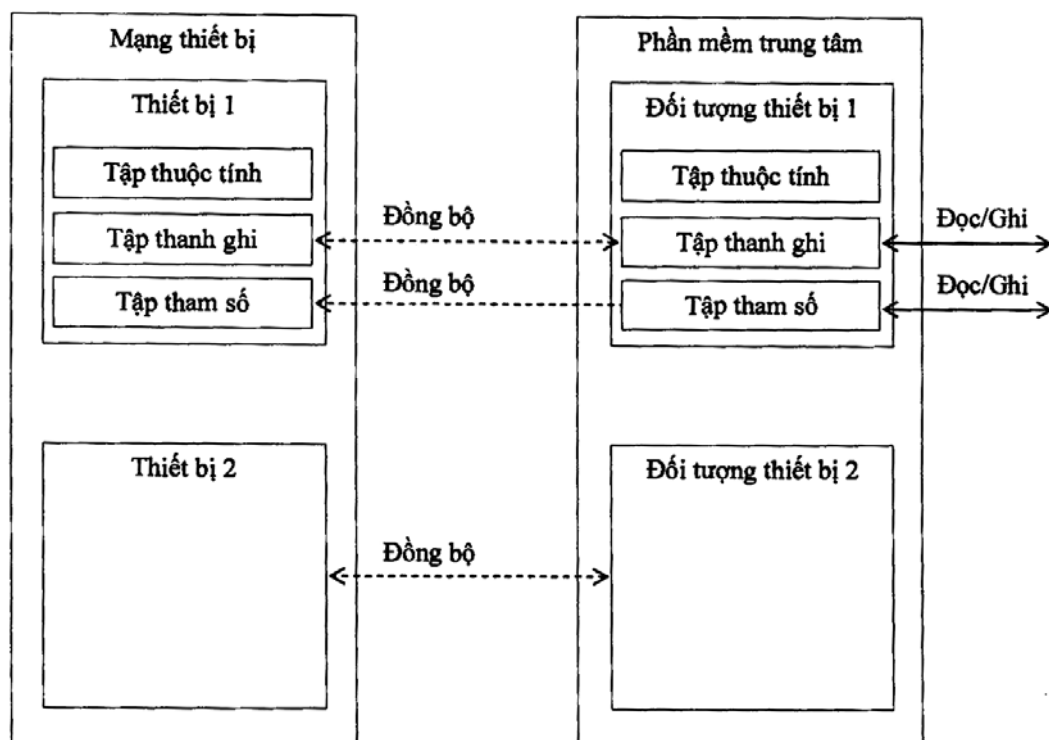 Mạng thiết bị
Thiết bị 1
Tập thuộc tính
Tập thanh ghi
Tập tham số
Thiết bị 2
Đồng bộ
Đồng bộ
Đồng bộ
Phần mềm trung tâm
Đối tượng thiết bị 1
Tập thuộc tính
Tập thanh ghi
Tập tham số
Đối tượng thiết bị 2
Đọc/Ghi
Đọc/Ghi